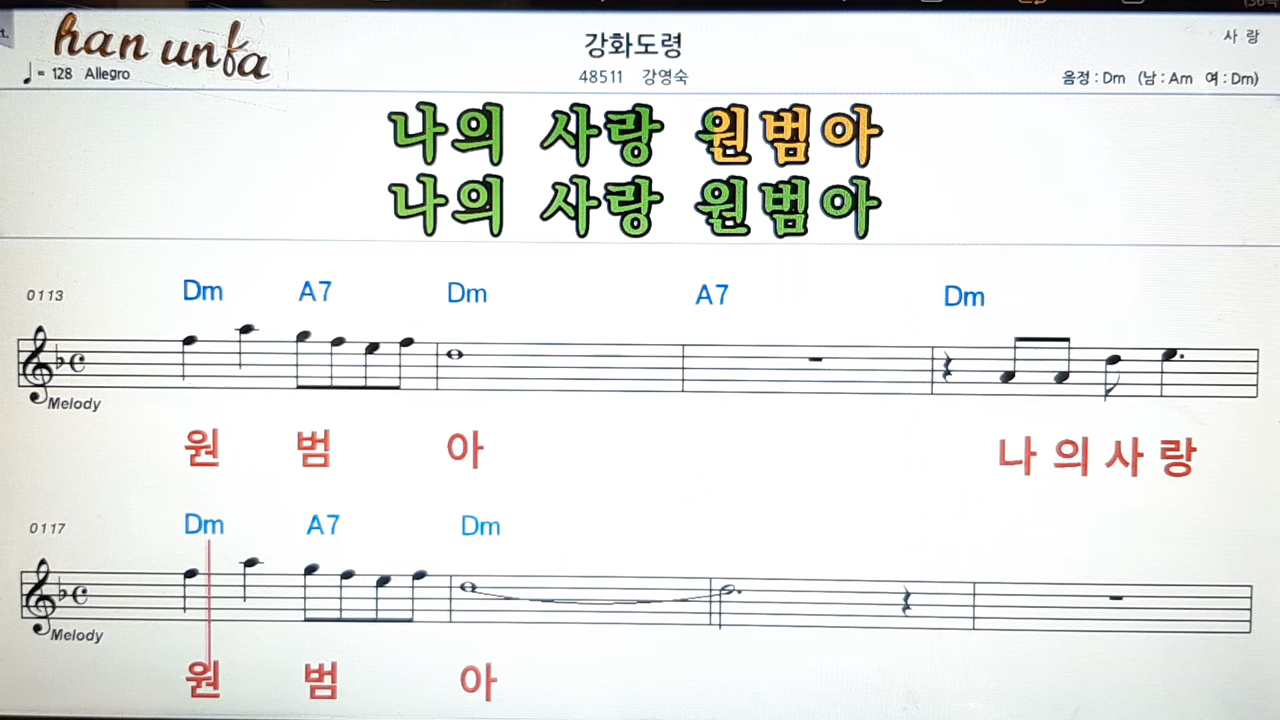 han unfa
강화도령
사 랑
♩= 128 Allegro
48511 강영숙
음정 : Dm (남 : Am 여 : Dm)
나의 사랑 원범아
나의 사랑 원범아
0113
Dm A7 Dm A7 Dm
Melody
원 범 아 나 의 사 랑
0117
Dm A7 Dm
Melody
원 범 아